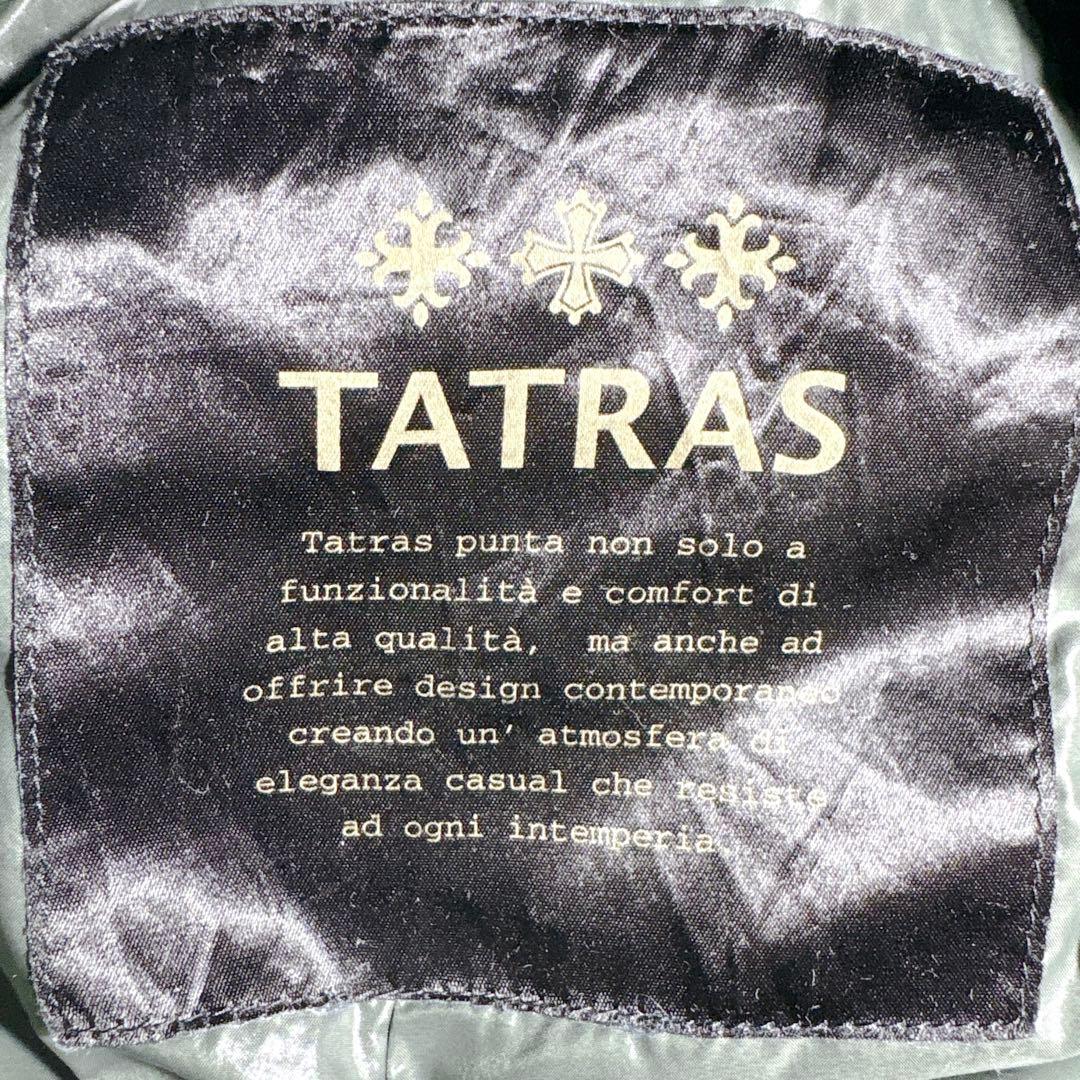 TATRAS
Tatras punta non solo a
funzionalità e comfort di
alta qualità, ma anche ad
offrire design contemporaneo
creando un' atmosfera di
eleganza casual che resiste
ad ogni intemperia.